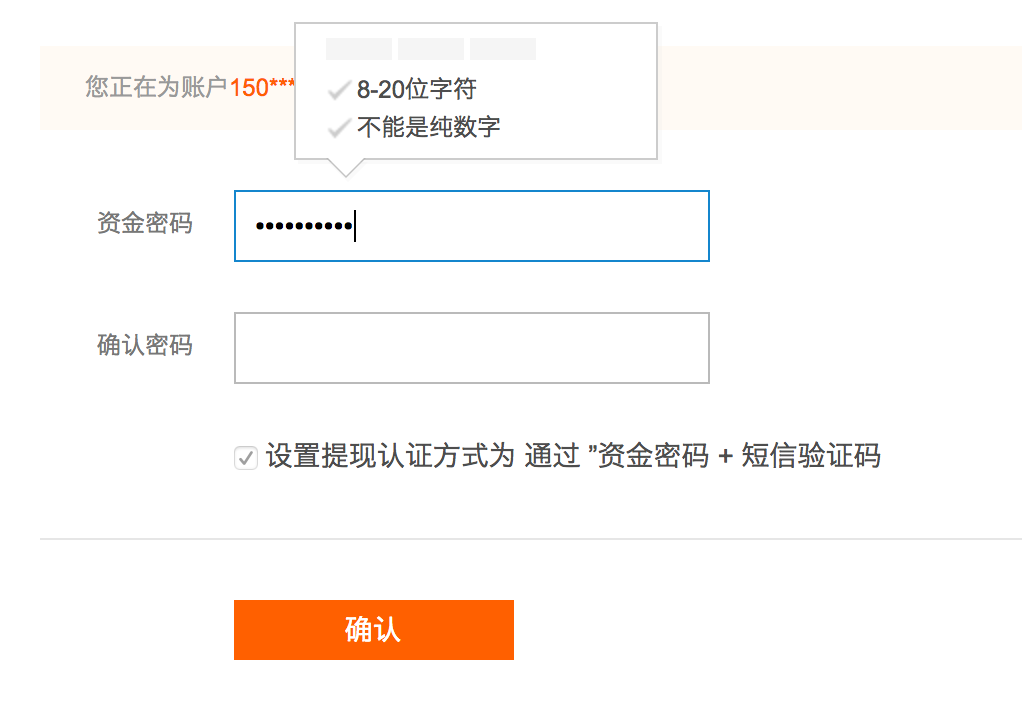 8-20位字符
您正在为账户150***
不能是纯数字
资金密码
确认密码
设置提现认证方式为 通过 ”资金密码 + 短信验证码
确认